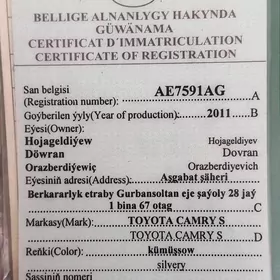 BELLIGE ALNANLYGY HAKYNDA
GÜWÄNAMA
CERTIFICAT D´IMMATRICULATION
CERTIFICATE OF REGISTRATION
San belgisi
(Registration number): AE7591AG A
Goýberilen ýyly(Year of production): 2011 B
Eýesi(Owner):
Hojageldiýew Hojageldiyev
Döwran Dovran
Orazberdiýewiç Orazberdiyevich
Eýesiniň adresi(Address): Aşgabat şäheri
Berkararlyk etraby Gurbansoltan eje şaýoly 28 jaý
1 bina 67 otag C
Markasy(Mark): TOYOTA CAMRY S
TOYOTA CAMRY S D
Reňki(Color): kümüşsow
silvery
Şassiniň nomeri